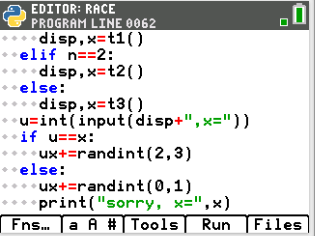 EDITOR: RACE
PROGRAM LINE 0062
disp,x=t1()
elif n==2:
disp,x=t2()
else:
disp,x=t3()
u=int(input(disp+",x="))
if u==x:
ux+=randint(2,3)
else:
ux+=randint(0,1)
print("sorry, x=",x)
Fns… a A # Tools Run Files